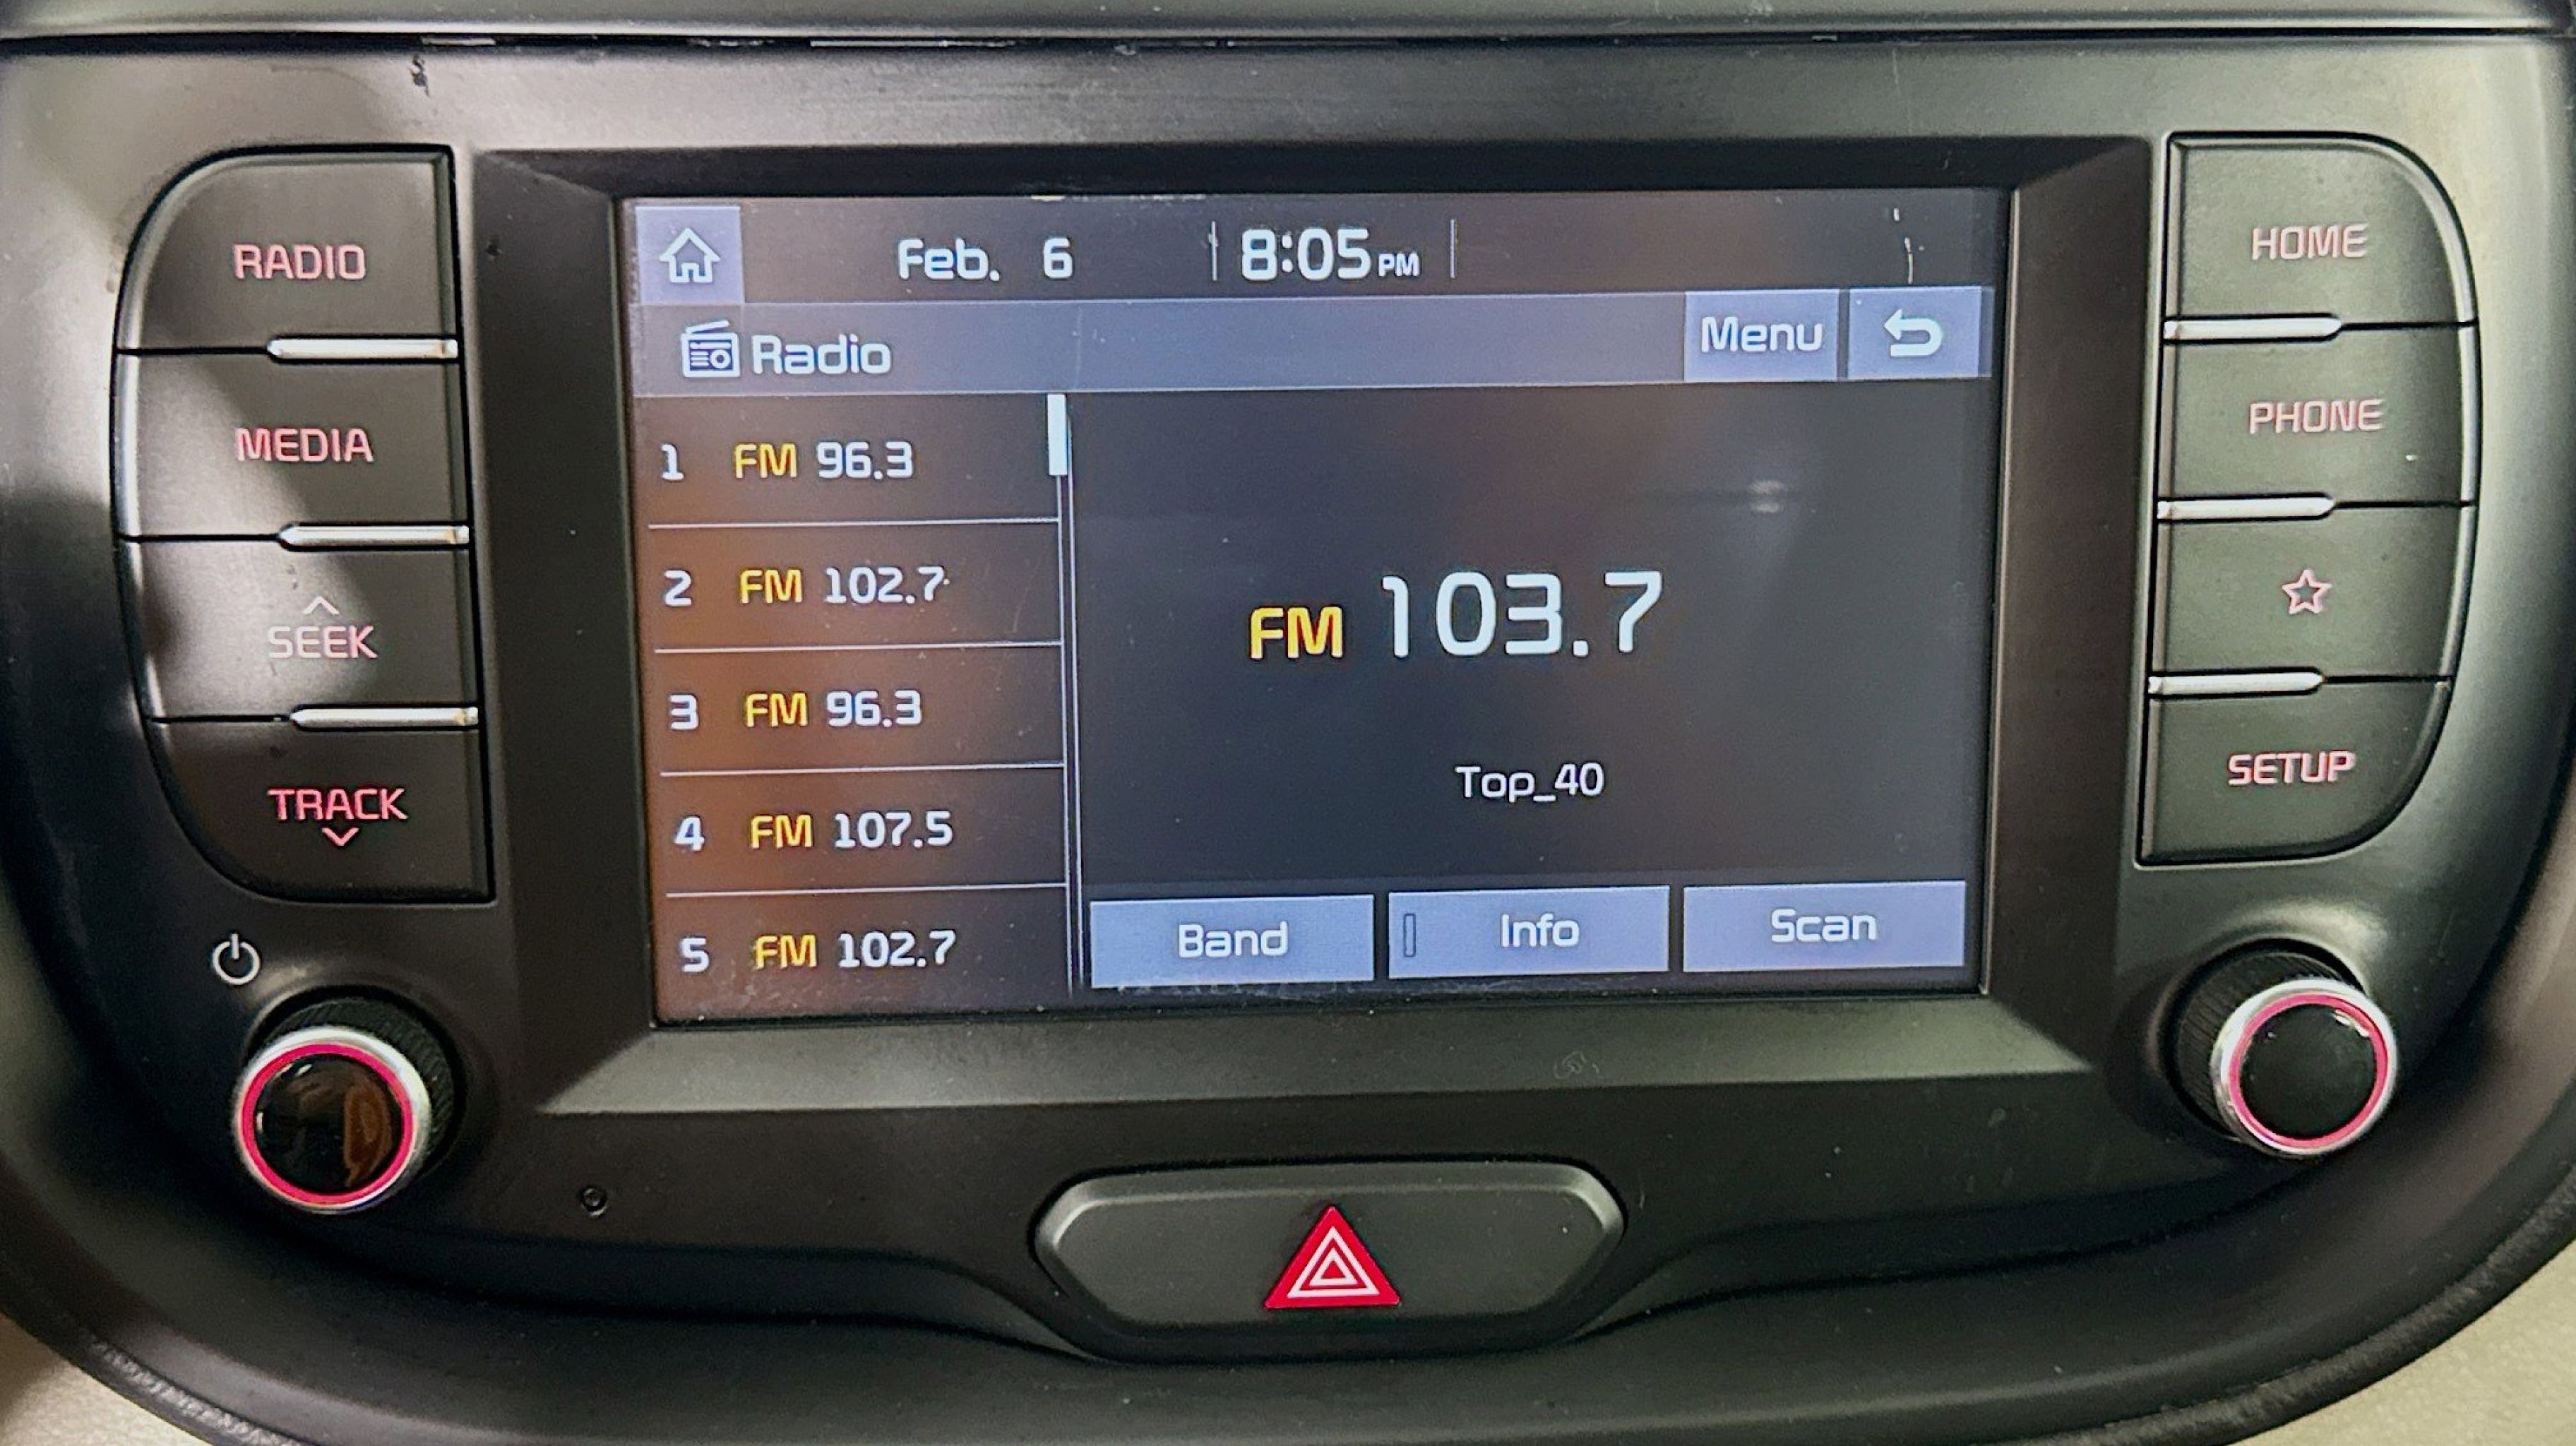 RADIO
MEDIA
SEEK
TRACK
Feb. 6 8:05 PM
Radio
Menu
1 FM 96.3
2 FM 102.7
3 FM 96.3
4 FM 107.5
5 FM 102.7
FM 103.7
Top_40
Band
Info
Scan
HOME
PHONE
SETUP